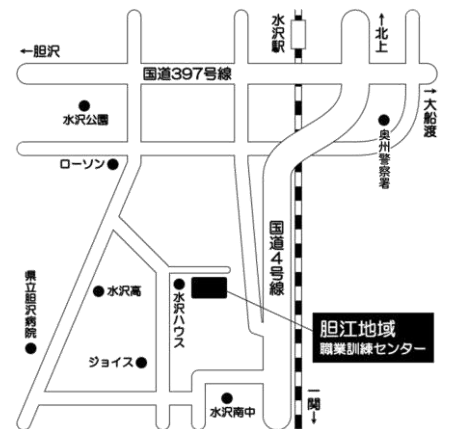 水沢駅
↑北上
←胆沢
国道397号線
→大船渡
水沢公園
奥州警察署
ローソン
国道4号線
県立胆沢病院
水沢高
水沢ハウス
胆江地域
職業訓練センター
ジョイス
水沢南中
一関↓